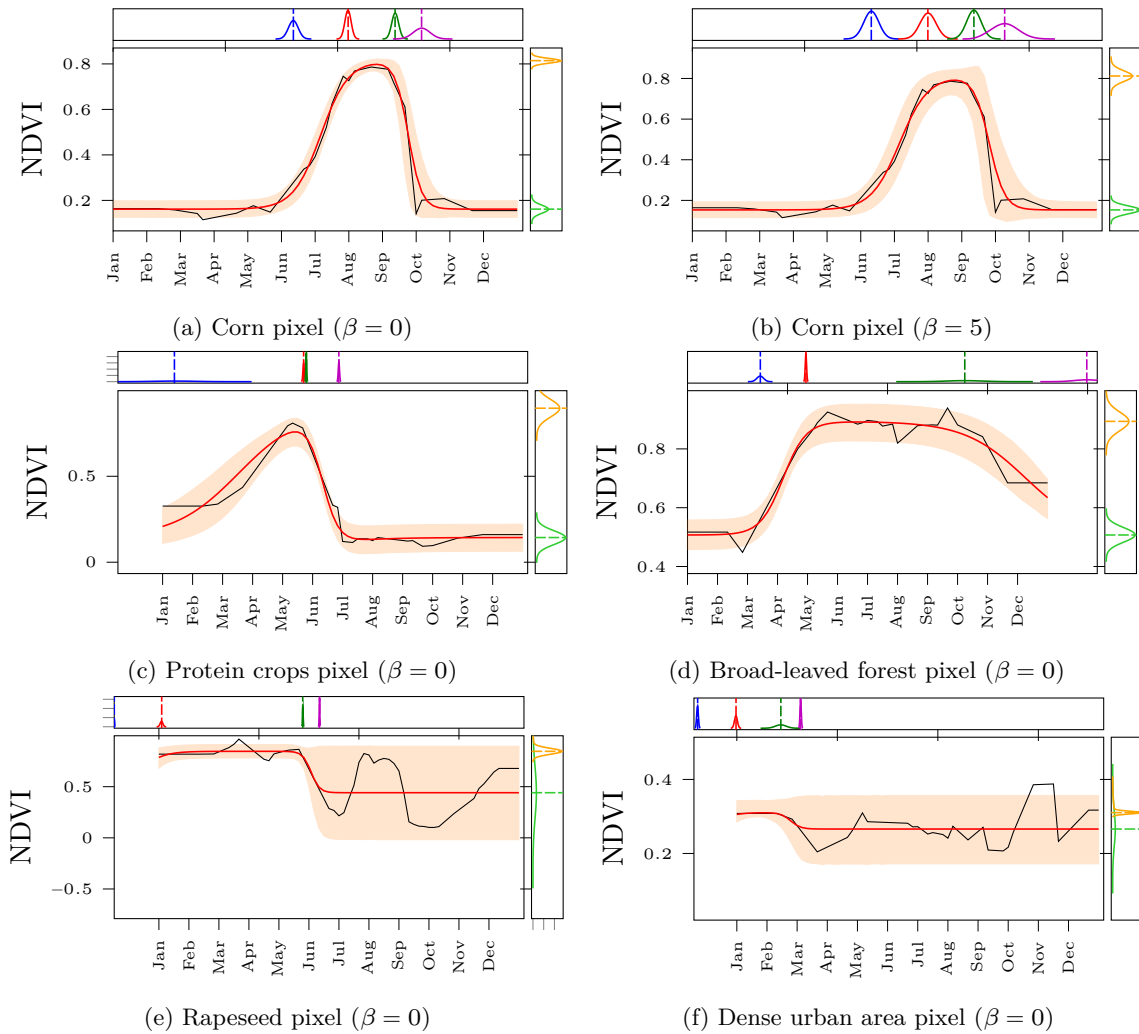 NDVI
0.8
0.6
0.4
0.2
Jan
Feb
Mar
Apr
May
Jun
Jul
Aug
Sep
Oct
Nov
Dec
(a) Corn pixel (β = 0)
NDVI
0.8
0.6
0.4
0.2
Jan
Feb
Mar
Apr
May
Jun
Jul
Aug
Sep
Oct
Nov
Dec
(b) Corn pixel (β = 5)
NDVI
0.5
0
Jan
Feb
Mar
Apr
May
Jun
Jul
Aug
Sep
Oct
Nov
Dec
(c) Protein crops pixel (β = 0)
NDVI
0.8
0.6
0.4
Jan
Feb
Mar
Apr
May
Jun
Jul
Aug
Sep
Oct
Nov
Dec
(d) Broad-leaved forest pixel (β = 0)
NDVI
0.5
0
−0.5
Jan
Feb
Mar
Apr
May
Jun
Jul
Aug
Sep
Oct
Nov
Dec
(e) Rapeseed pixel (β = 0)
NDVI
0.4
0.2
Jan
Feb
Mar
Apr
May
Jun
Jul
Aug
Sep
Oct
Nov
Dec
(f) Dense urban area pixel (β = 0)